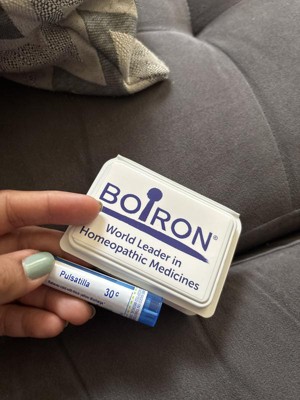 BOIRON®
World Leader in
Homeopathic Medicines
Pulsatilla 30c